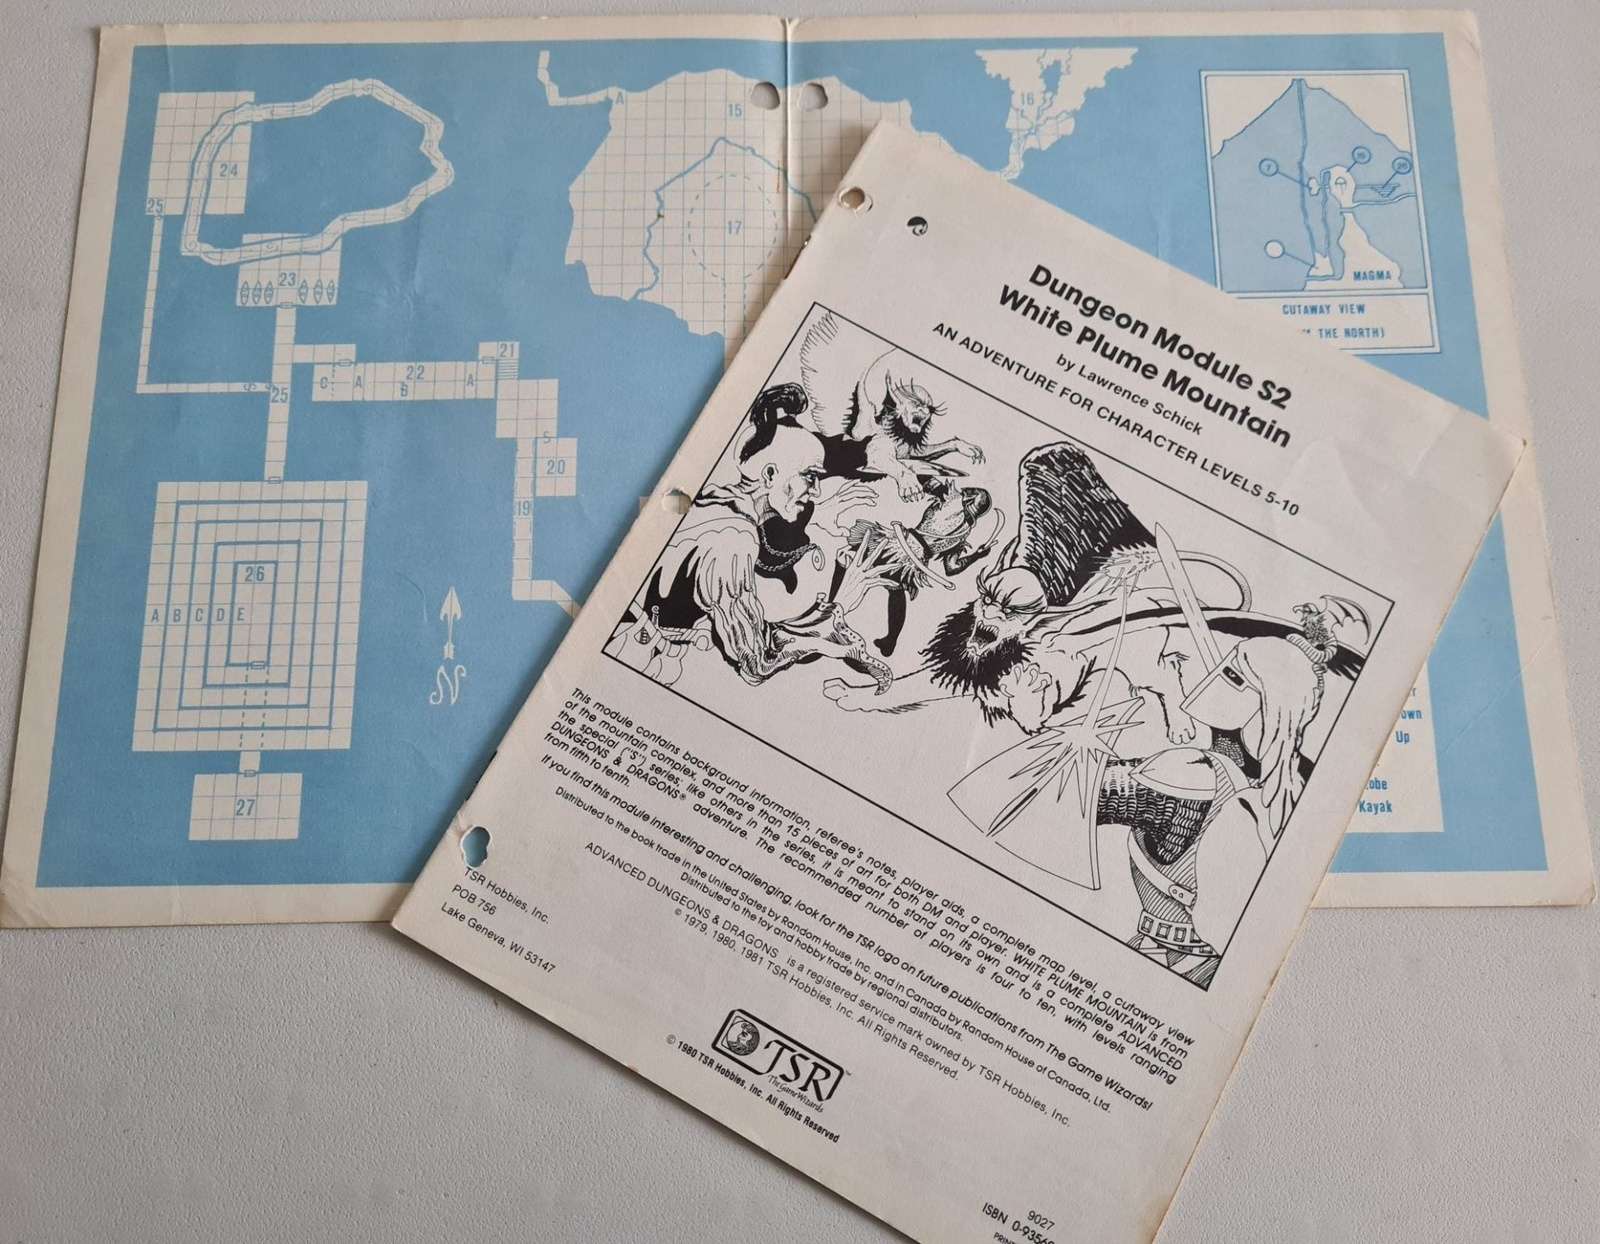 A
15
16
17
24
25
23
21
22
C
A
B
A
S
S
25
S
20
19
26
A B C D E
27
N
7
15
26
MAGMA
CUTAWAY VIEW
THE NORTH)
Up
Kayak
Dungeon Module S2
White Plume Mountain
by Lawrence Schick
AN ADVENTURE FOR CHARACTER LEVELS 5-10
This module contains background information, referee's notes, player aids, a complete map level, a cutaway view
of the mountain complex, and more than 15 pieces of art for both DM and player. WHITE PLUME MOUNTAIN is from
the special ("S") series; like others in the series, it is meant to stand on its own and is a complete ADVANCED
DUNGEONS & DRAGONS® adventure. The recommended number of players is four to ten, with levels ranging
from fifth to tenth.
If you find this module interesting and challenging, look for the TSR logo on future publications from The Game Wizards!
Distributed to the book trade in the United States by Random House, Inc. and in Canada by Random House of Canada, Ltd.
Distributed to the toy and hobby trade by regional distributors.
ADVANCED DUNGEONS & DRAGONS is a registered service mark owned by TSR Hobbies, Inc.
© 1979, 1980, 1981 TSR Hobbies, Inc. All Rights Reserved.
TSR Hobbies, Inc.
POB 756
Lake Geneva, WI 53147
TSR™
The Game Wizards
© 1980 TSR Hobbies, Inc. All Rights Reserved
9027
ISBN 0-9356